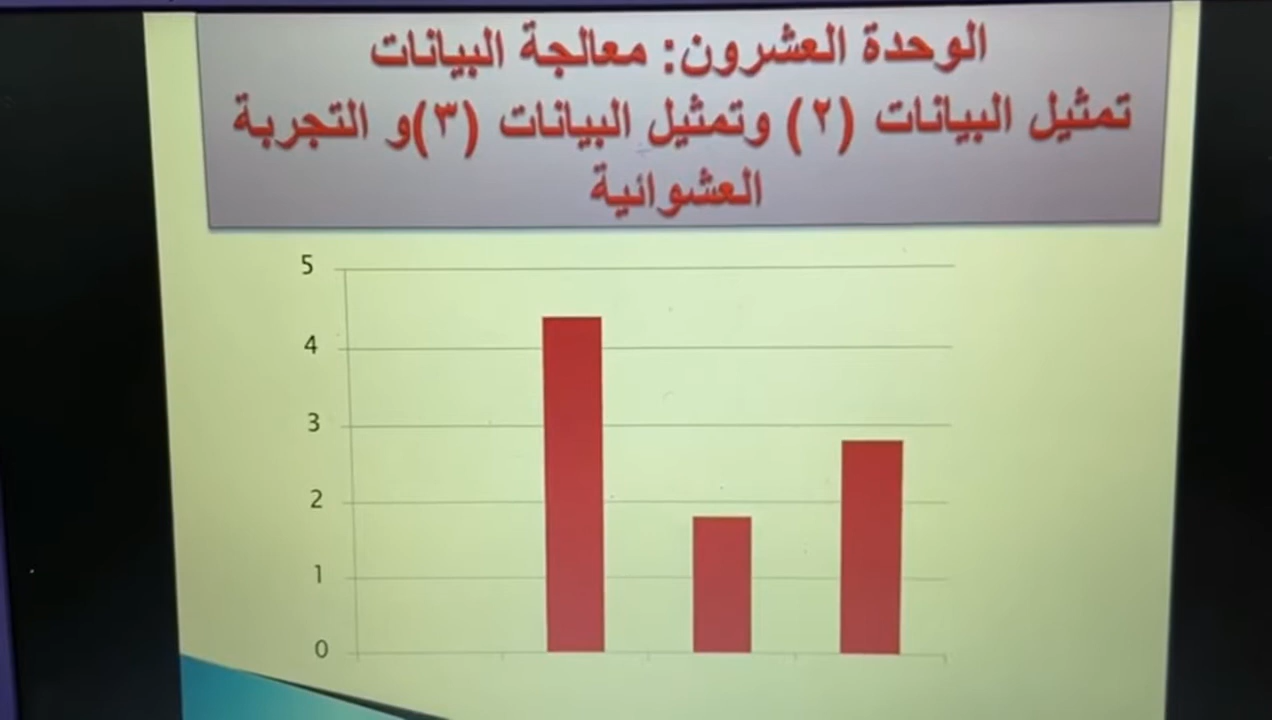 الوحدة العشرون: معالجة البيانات
تمثيل البيانات (٢) وتمثيل البيانات (٣)و التجربة
العشوائية
5
4
3
2
1
0